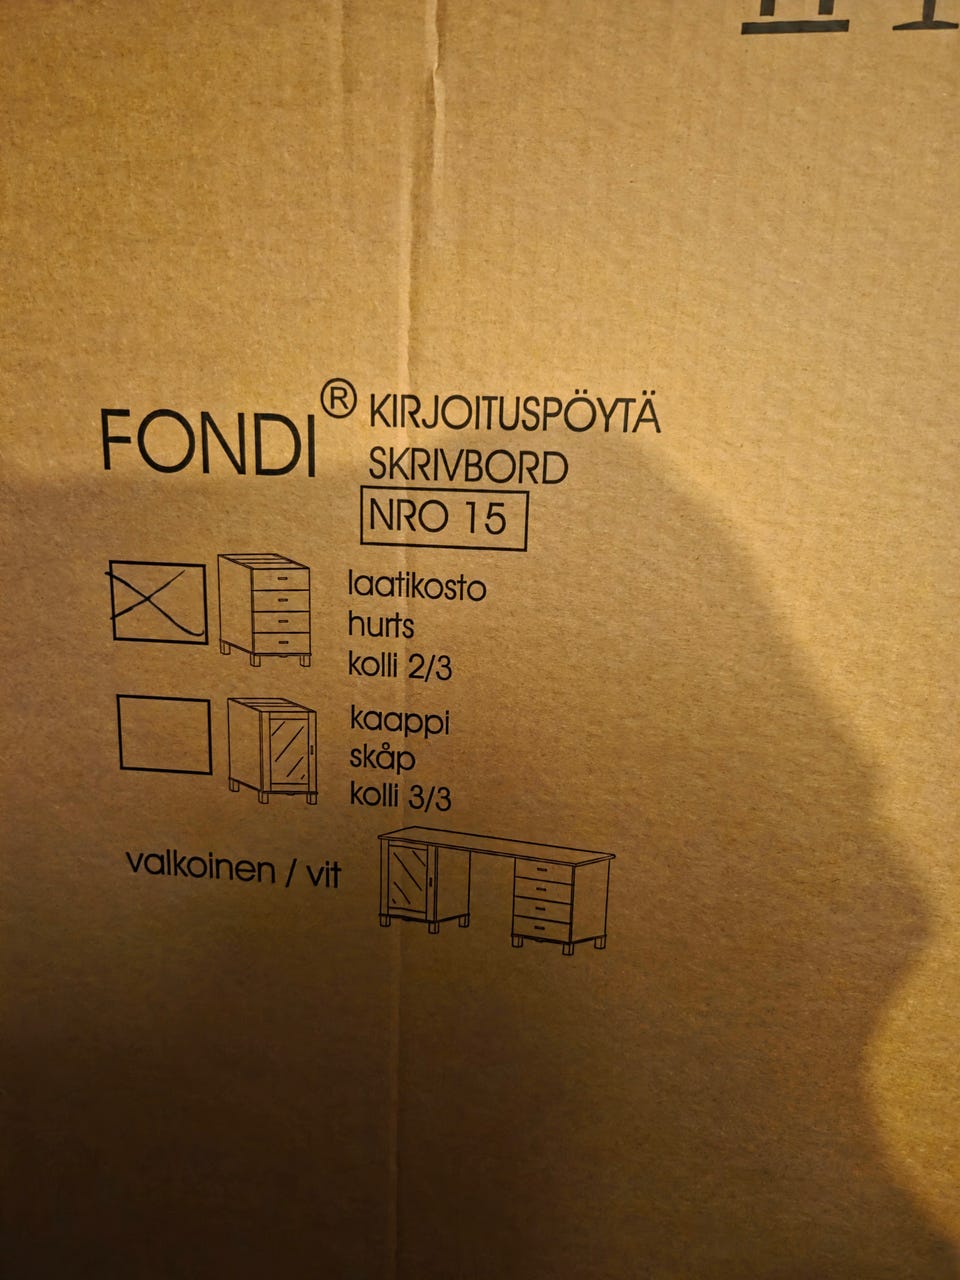 FONDI® KIRJOITUSPÖYTÄ
SKRIVBORD
NRO 15
laatikosto
hurts
kolli 2/3
kaappi
skåp
kolli 3/3
valkoinen / vit